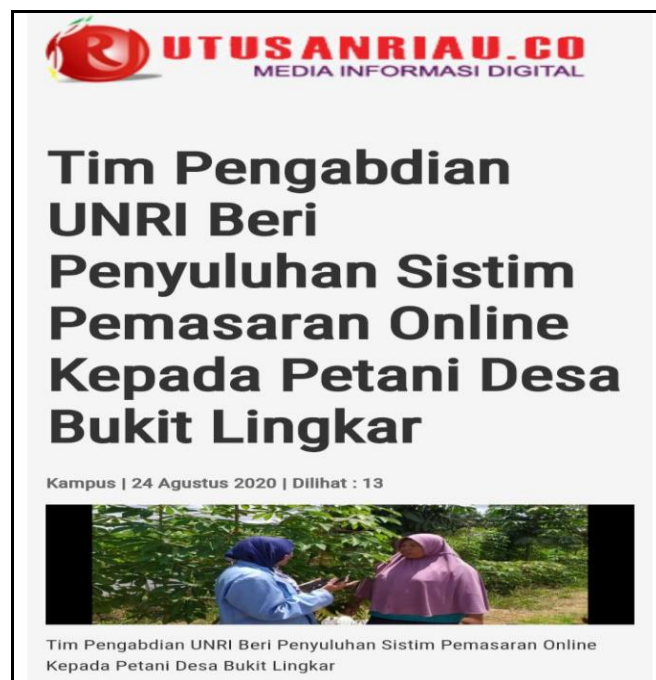 UTUSANRIAU.CO
MEDIA INFORMASI DIGITAL
Tim Pengabdian
UNRI Beri
Penyuluhan Sistim
Pemasaran Online
Kepada Petani Desa
Bukit Lingkar
Kampus | 24 Agustus 2020 | Dilihat : 13
Tim Pengabdian UNRI Beri Penyuluhan Sistim Pemasaran Online
Kepada Petani Desa Bukit Lingkar